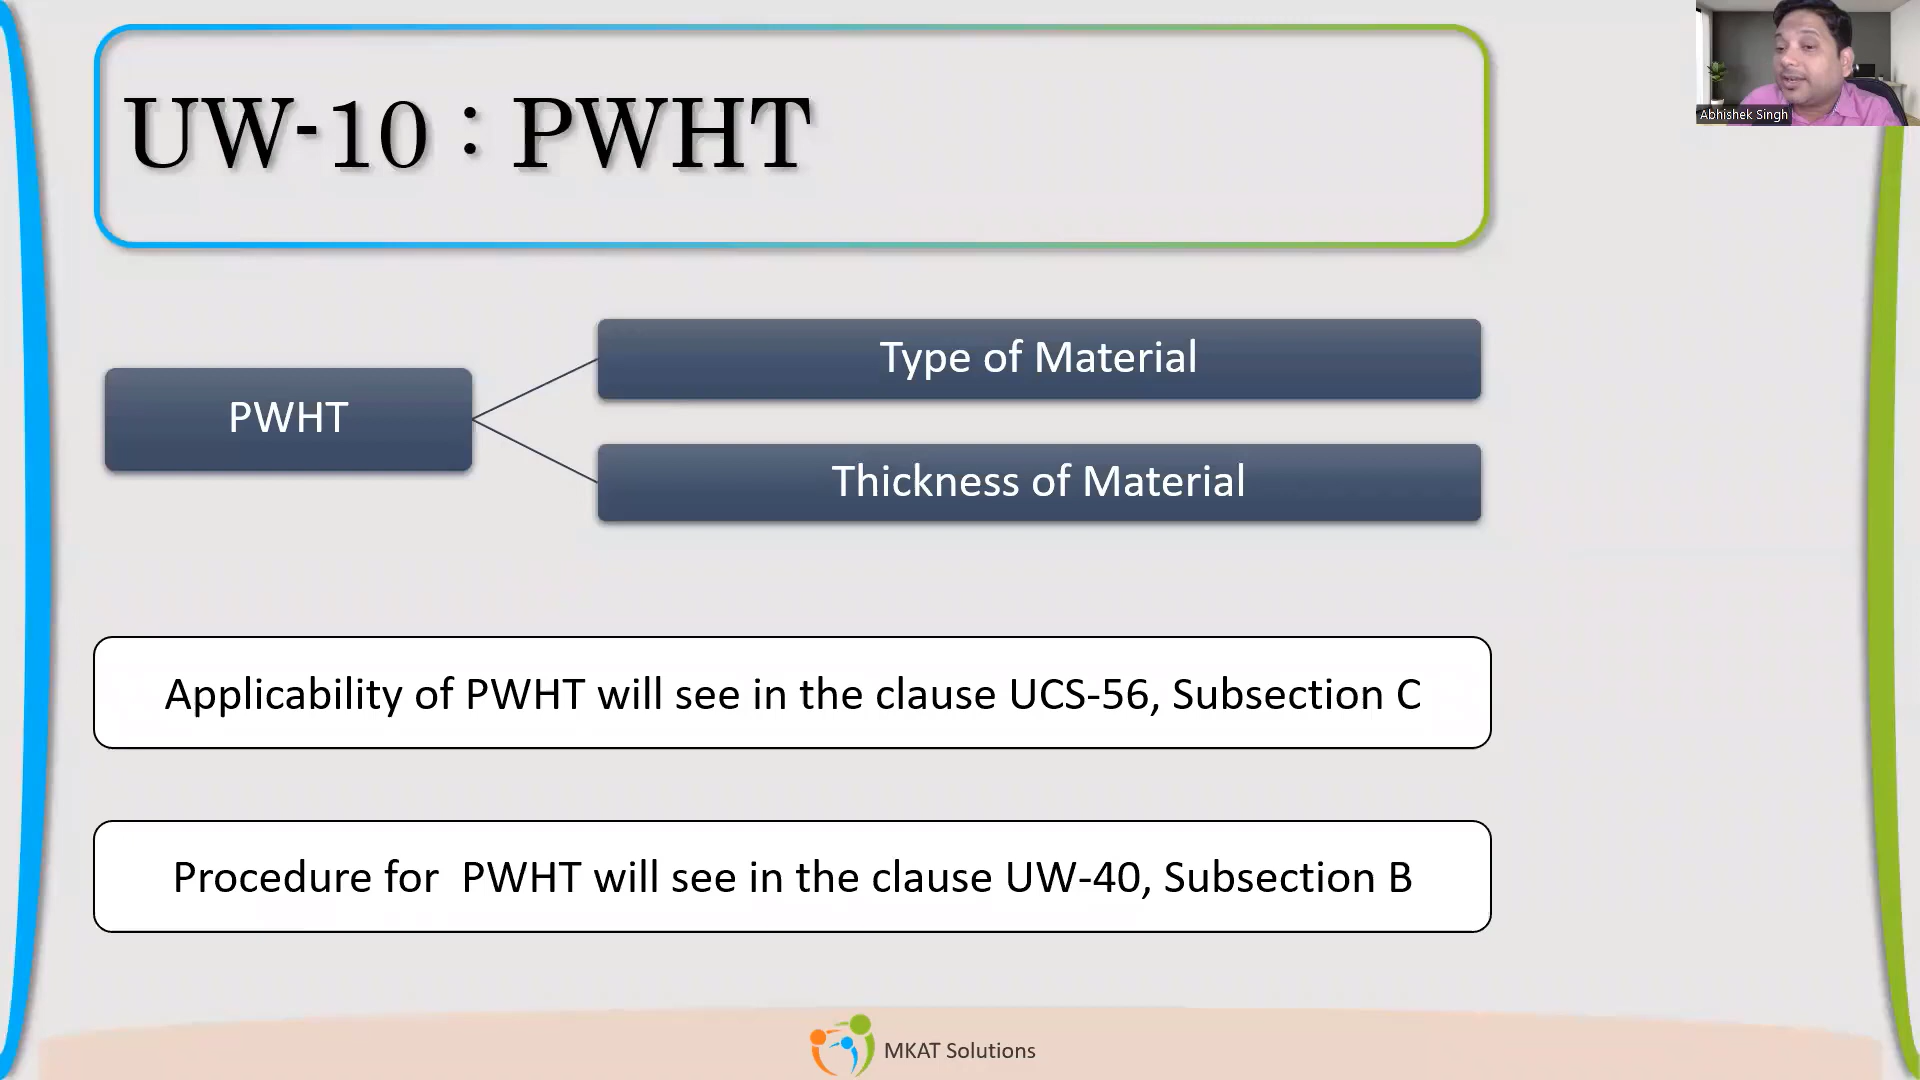 UW-10 : PWHT
Abhishek Singh
PWHT
Type of Material
Thickness of Material
Applicability of PWHT will see in the clause UCS-56, Subsection C
Procedure for  PWHT will see in the clause UW-40, Subsection B
MKAT Solutions